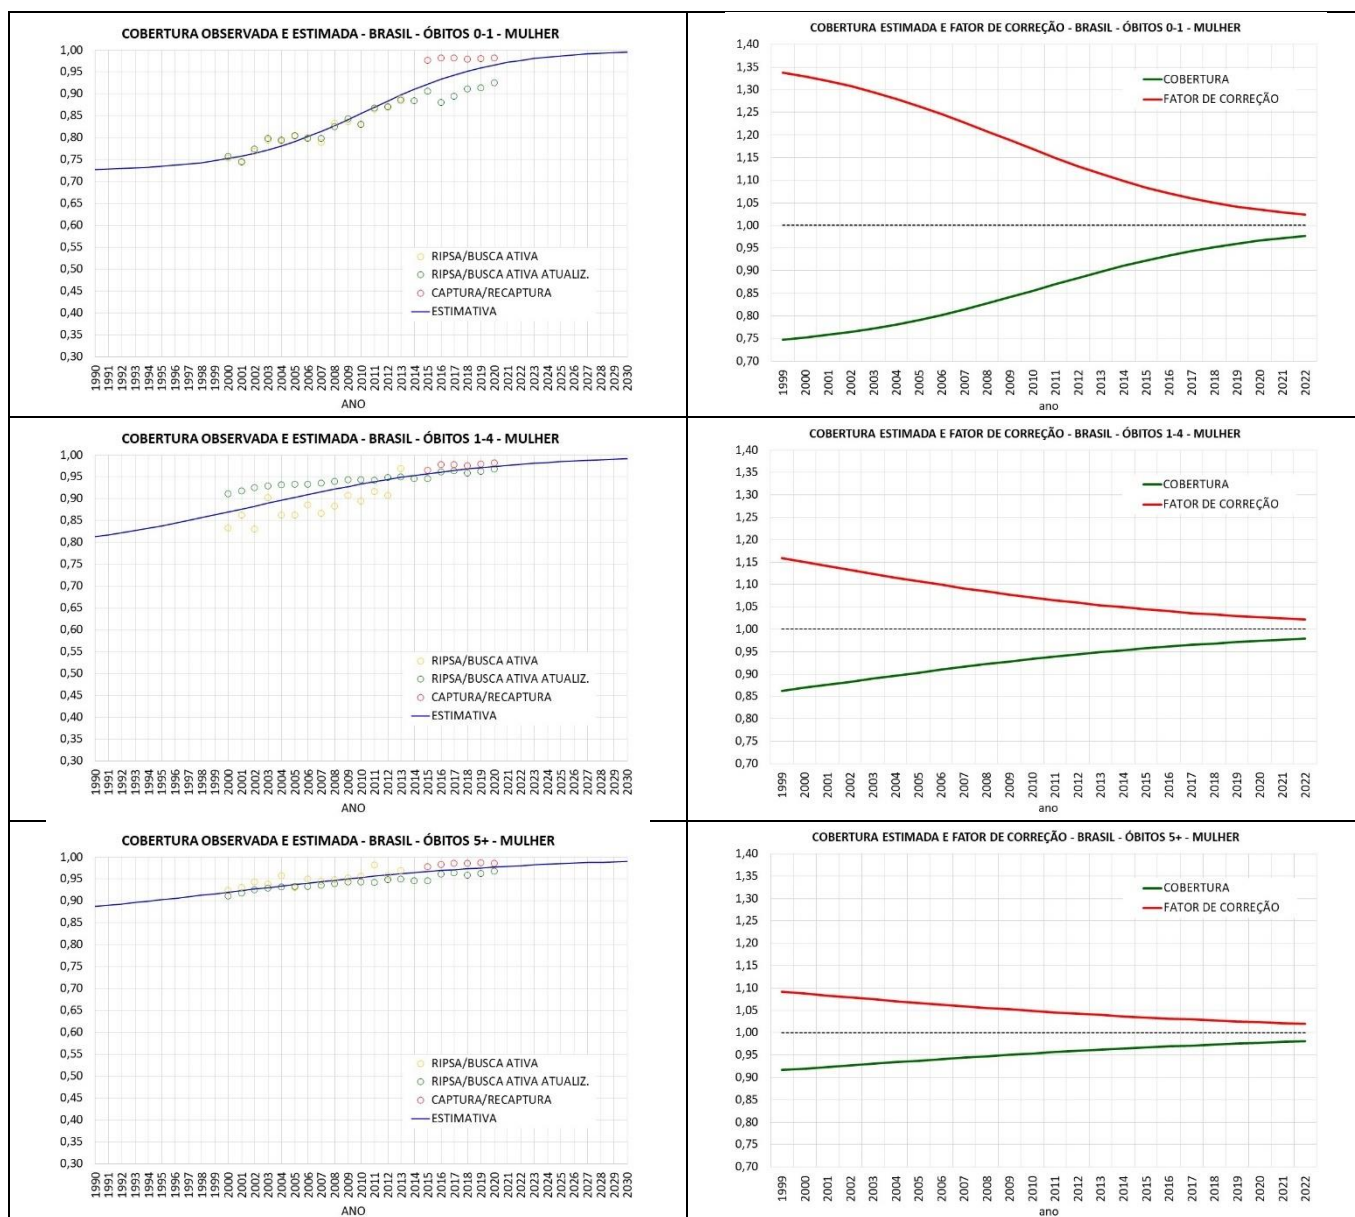 COBERTURA OBSERVADA E ESTIMADA - BRASIL - ÓBITOS 0-1 - MULHER
1,00
0,95
0,90
0,85
0,80
0,75
0,70
0,65
0,60
0,55
0,50
0,45
0,40
0,35
0,30
RIPSA/BUSCA ATIVA
RIPSA/BUSCA ATIVA ATUALIZ.
CAPTURA/RECAPTURA
ESTIMATIVA
1990 1991 1992 1993 1994 1995 1996 1997 1998 1999 2000 2001 2002 2003 2004 2005 2006 2007 2008 2009 2010 2011 2012 2013 2014 2015 2016 2017 2018 2019 2020 2021 2022 2023 2024 2025 2026 2027 2028 2029 2030
ANO
COBERTURA ESTIMADA E FATOR DE CORREÇÃO - BRASIL - ÓBITOS 0-1 - MULHER
1,40
1,35
1,30
1,25
1,20
1,15
1,10
1,05
1,00
0,95
0,90
0,85
0,80
0,75
0,70
COBERTURA
FATOR DE CORREÇÃO
1999 2000 2001 2002 2003 2004 2005 2006 2007 2008 2009 2010 2011 2012 2013 2014 2015 2016 2017 2018 2019 2020 2021 2022
ano
COBERTURA OBSERVADA E ESTIMADA - BRASIL - ÓBITOS 1-4 - MULHER
1,00
0,95
0,90
0,85
0,80
0,75
0,70
0,65
0,60
0,55
0,50
0,45
0,40
0,35
0,30
RIPSA/BUSCA ATIVA
RIPSA/BUSCA ATIVA ATUALIZ.
CAPTURA/RECAPTURA
ESTIMATIVA
1990 1991 1992 1993 1994 1995 1996 1997 1998 1999 2000 2001 2002 2003 2004 2005 2006 2007 2008 2009 2010 2011 2012 2013 2014 2015 2016 2017 2018 2019 2020 2021 2022 2023 2024 2025 2026 2027 2028 2029 2030
ANO
COBERTURA ESTIMADA E FATOR DE CORREÇÃO - BRASIL - ÓBITOS 1-4 - MULHER
1,40
1,35
1,30
1,25
1,20
1,15
1,10
1,05
1,00
0,95
0,90
0,85
0,80
0,75
0,70
COBERTURA
FATOR DE CORREÇÃO
1999 2000 2001 2002 2003 2004 2005 2006 2007 2008 2009 2010 2011 2012 2013 2014 2015 2016 2017 2018 2019 2020 2021 2022
ano
COBERTURA OBSERVADA E ESTIMADA - BRASIL - ÓBITOS 5+ - MULHER
1,00
0,95
0,90
0,85
0,80
0,75
0,70
0,65
0,60
0,55
0,50
0,45
0,40
0,35
0,30
RIPSA/BUSCA ATIVA
RIPSA/BUSCA ATIVA ATUALIZ.
CAPTURA/RECAPTURA
ESTIMATIVA
1990 1991 1992 1993 1994 1995 1996 1997 1998 1999 2000 2001 2002 2003 2004 2005 2006 2007 2008 2009 2010 2011 2012 2013 2014 2015 2016 2017 2018 2019 2020 2021 2022 2023 2024 2025 2026 2027 2028 2029 2030
ANO
COBERTURA ESTIMADA E FATOR DE CORREÇÃO - BRASIL - ÓBITOS 5+ - MULHER
1,40
1,35
1,30
1,25
1,20
1,15
1,10
1,05
1,00
0,95
0,90
0,85
0,80
0,75
0,70
COBERTURA
FATOR DE CORREÇÃO
1999 2000 2001 2002 2003 2004 2005 2006 2007 2008 2009 2010 2011 2012 2013 2014 2015 2016 2017 2018 2019 2020 2021 2022
ano